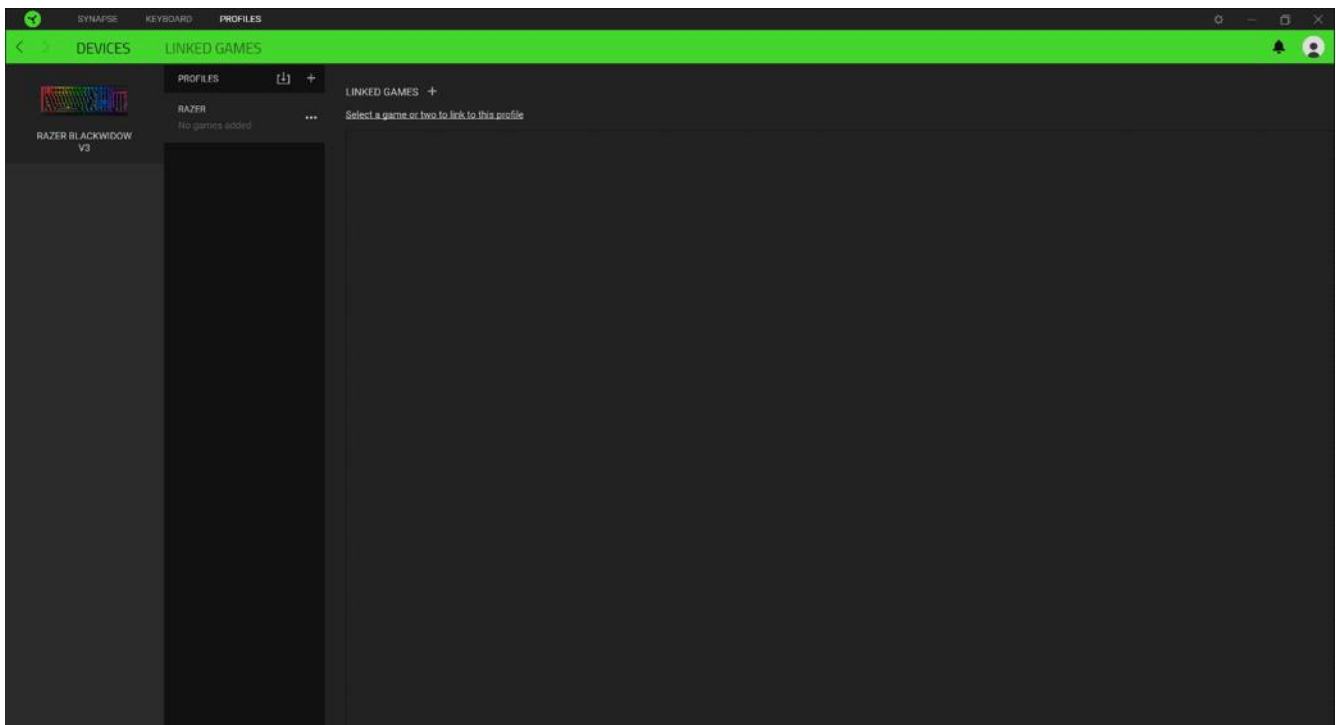 SYNAPSE KEYBOARD PROFILES
DEVICES LINKED GAMES
RAZER BLACKWIDOW
V3
PROFILES
RAZER
No games added
LINKED GAMES
Select a game or two to link to this profile